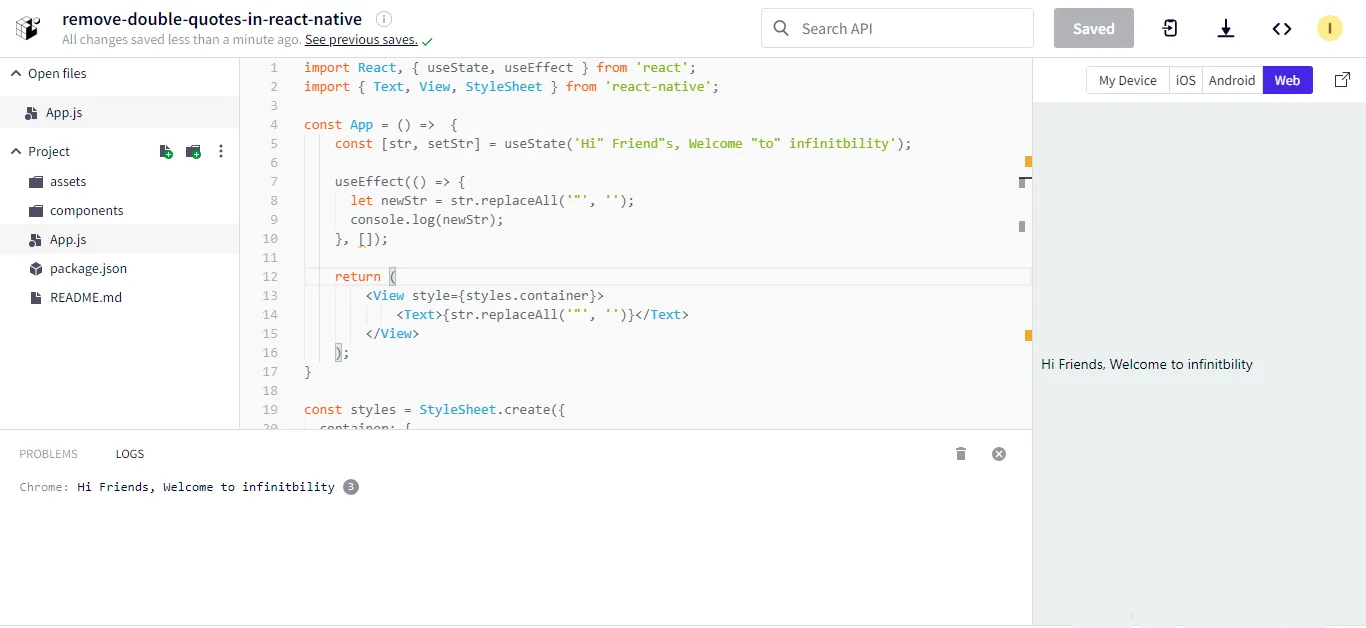 remove-double-quotes-in-react-native
All changes saved less than a minute ago. See previous saves.
Search API
Saved
I
Open files
App.js
Project
assets
components
App.js
package.json
README.md
1 import React, { useState, useEffect } from 'react';
2 import { Text, View, StyleSheet } from 'react-native';
3
4 const App = () =>  {
5 const [str, setStr] = useState('Hi" Friend"s, Welcome "to" infinitbility');
6
7 useEffect(() => {
8 let newStr = str.replaceAll('"', '');
9 console.log(newStr);
10 }, []);
11
12 return (
13 <View style={styles.container}>
14 <Text>{str.replaceAll('"', '')}</Text>
15 </View>
16 );
17 }
18
19 const styles = StyleSheet.create({
20 container: {
My Device iOS Android Web
Hi Friends, Welcome to infinitbility
PROBLEMS LOGS
Chrome: Hi Friends, Welcome to infinitbility 3